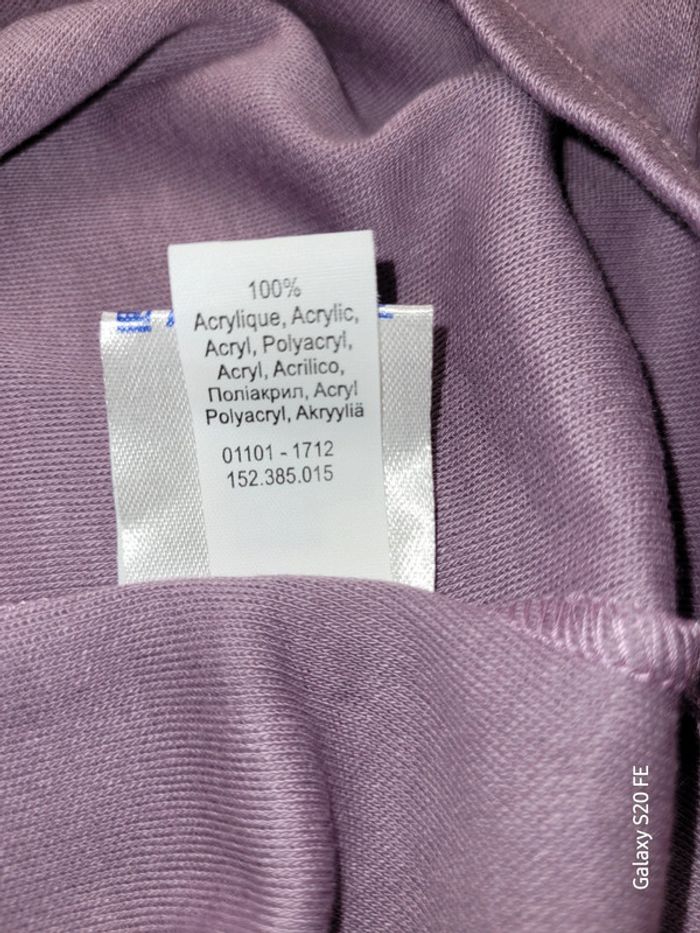 100%
Acrylique, Acrylic,
Acryl, Polyacryl,
Acryl, Acrilico,
Поліакрил, Acryl
Polyacryl, Akryyliä
01101 - 1712
152.385.015
Galaxy S20 FE